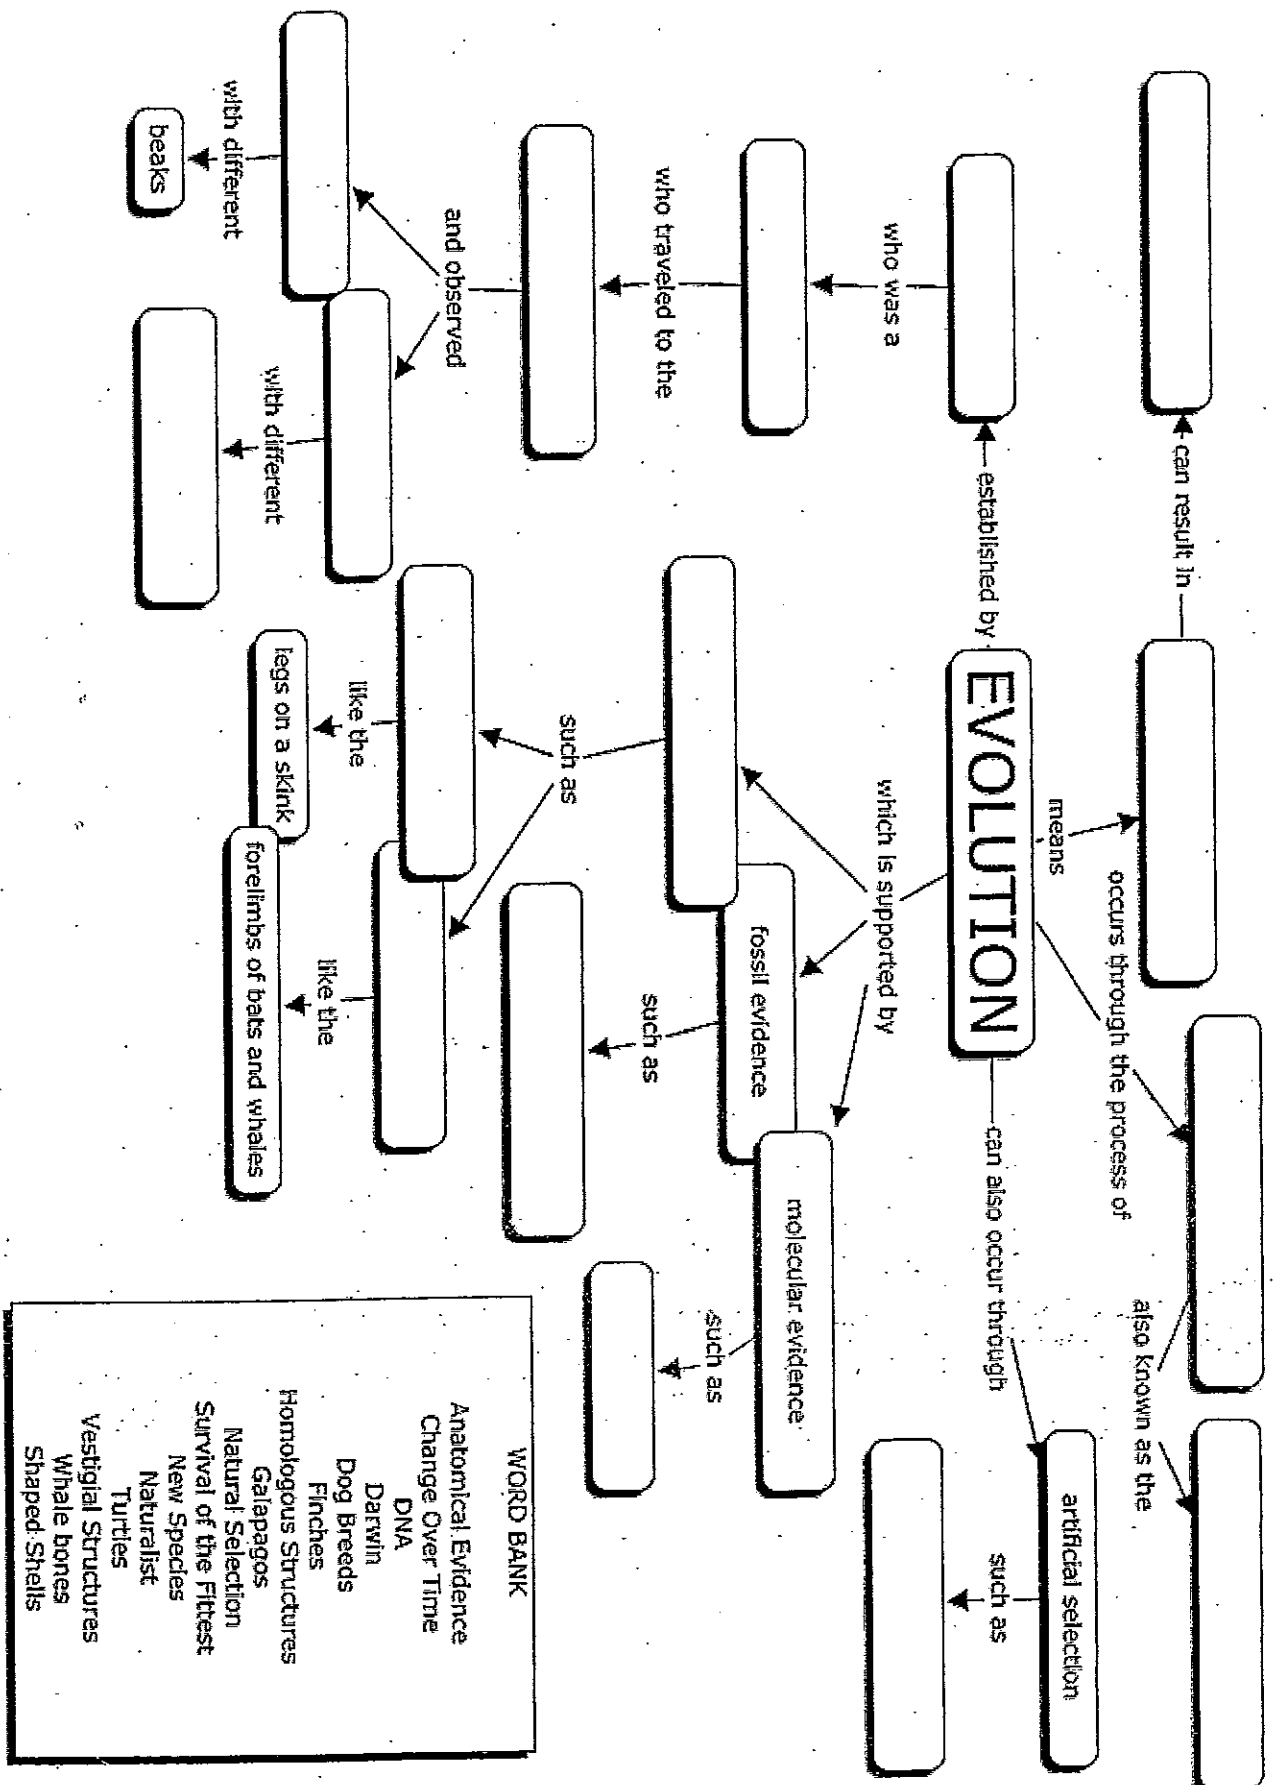 can result in
means
occurs through the process of
also known as the
established by
EVOLUTION
can also occur through
artificial selection
such as
who was a
which is supported by
who traveled to the
fossil evidence
molecular evidence
such as
such as
and observed
such as
with different
beaks
with different
like the
legs on a skink
like the
forelimbs of bats and whales
WORD BANK
Anatomical Evidence
Change Over Time
DNA
Darwin
Dog Breeds
Finches
Homologous Structures
Galapagos
Natural Selection
Survival of the Fittest
New Species
Naturalist
Turtles
Vestigial Structures
Whale bones
Shaped Shells